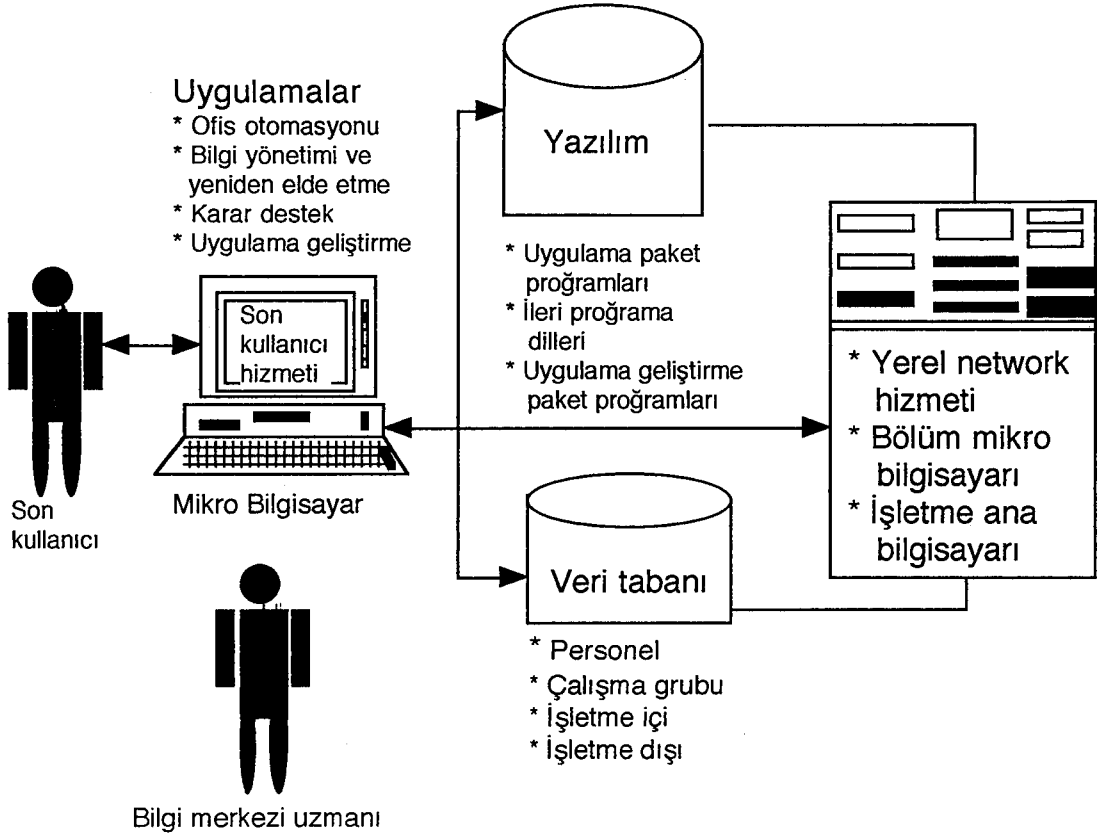 Uygulamalar
* Ofis otomasyonu
* Bilgi yönetimi ve
yeniden elde etme
* Karar destek
* Uygulama geliştirme
Son
kullanıcı
hizmeti
Mikro Bilgisayar
Son
kullanıcı
Bilgi merkezi uzmanı
Yazılım
* Uygulama paket
proğramları
* İleri proğrama
dilleri
* Uygulama geliştirme
paket proğramları
Veri tabanı
* Personel
* Çalışma grubu
* İşletme içi
* İşletme dışı
* Yerel network
hizmeti
* Bölüm mikro
bilgisayarı
* İşletme ana
bilgisayarı